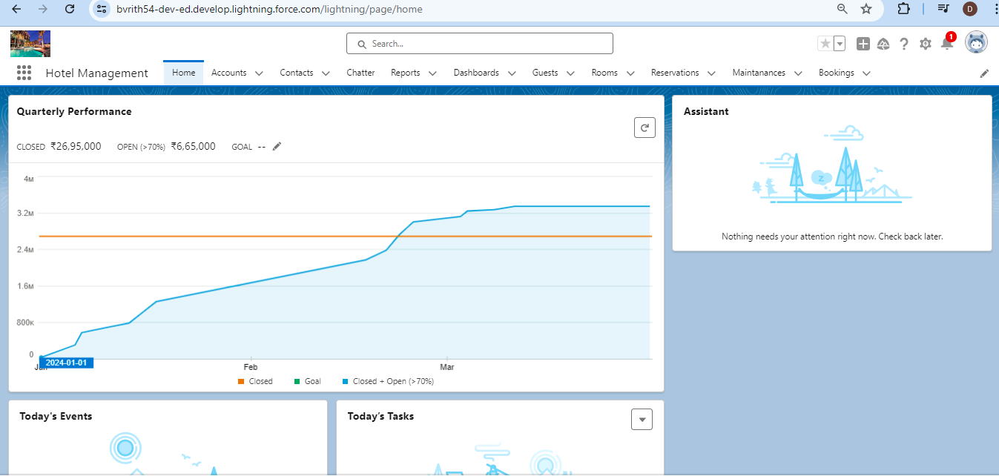 bvrith54-dev-ed.develop.lightning.force.com/lightning/page/home
D
Search...
1
Hotel Management
Home
Accounts
Contacts
Chatter
Reports
Dashboards
Guests
Rooms
Reservations
Maintanances
Bookings
Quarterly Performance
CLOSED ₹26,95,000 OPEN (>70%) ₹6,65,000 GOAL --
4M
3.2M
2.4M
1.6M
800K
0
2024-01-01
Feb
Mar
Closed
Goal
Closed + Open (>70%)
Assistant
z
Nothing needs your attention right now. Check back later.
Today's Events
Today's Tasks